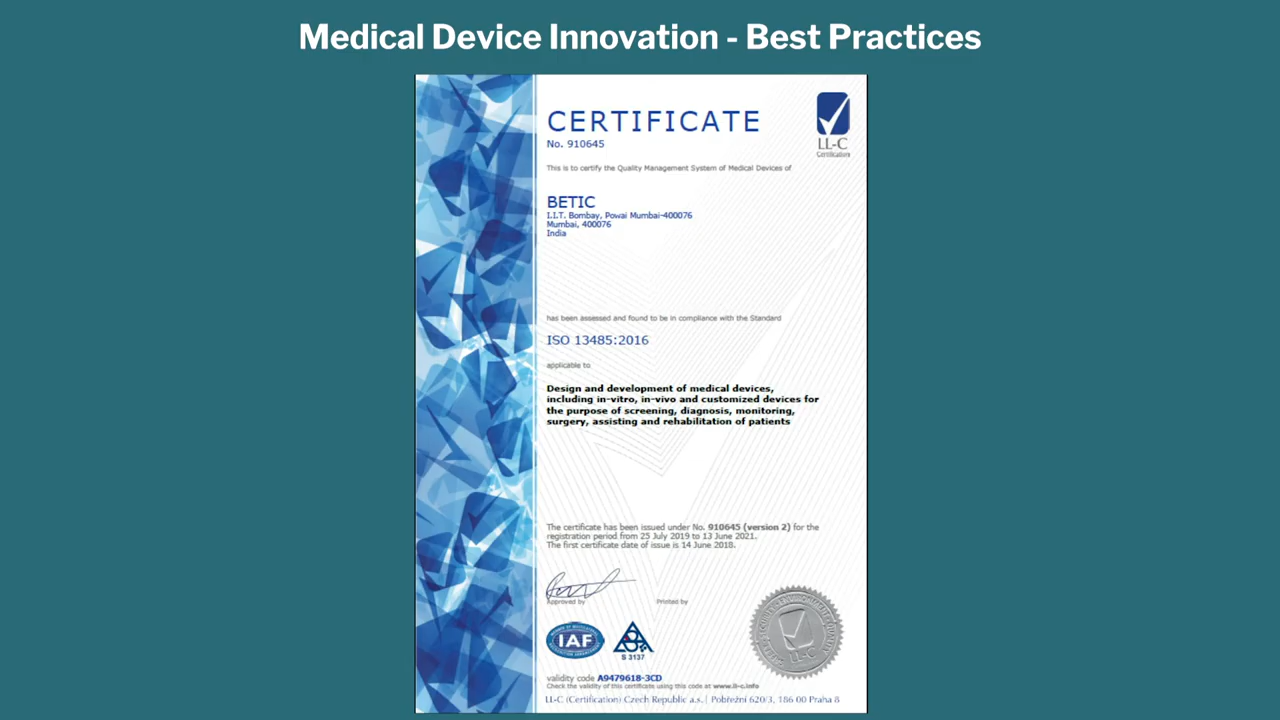 Medical Device Innovation - Best Practices
CERTIFICATE
No. 910645
LL-C
Certification
This is to certify the Quality Management System of Medical Devices of
BETIC
I.I.T. Bombay, Powai Mumbai-400076
Mumbai, 400076
India
has been assessed and found to be in compliance with the Standard
ISO 13485:2016
applicable to
Design and development of medical devices,
including in-vitro, in-vivo and customized devices for
the purpose of screening, diagnosis, monitoring,
surgery, assisting and rehabilitation of patients
The certificate has been issued under No. 910645 (version 2) for the
registration period from 25 July 2019 to 13 June 2021.
The first certificate date of issue is 14 June 2018.
Approved by Printed by
IAF
S 3137
LL-C
validity code A9479618-3CD
Check the validity of this certificate using this code at www.ll-c.info
LL-C (Certification) Czech Republic a.s. | Pobřežní 620/3, 186 00 Praha 8